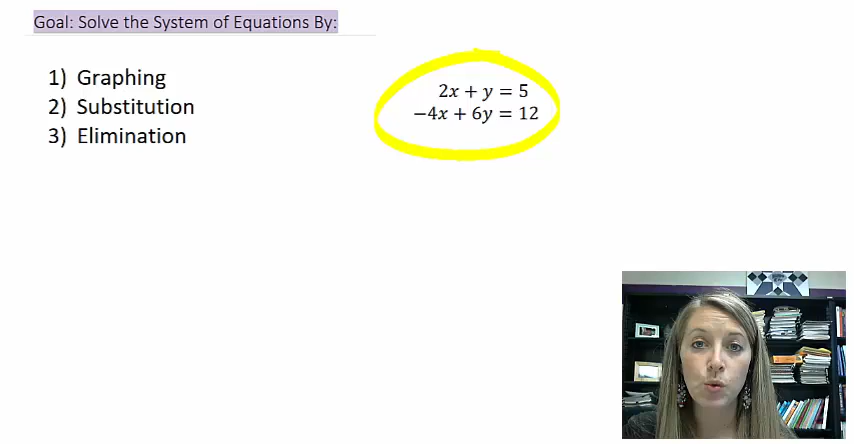 Goal: Solve the System of Equations By:
1) Graphing
2) Substitution
3) Elimination
2x + y = 5
−4x + 6y = 12